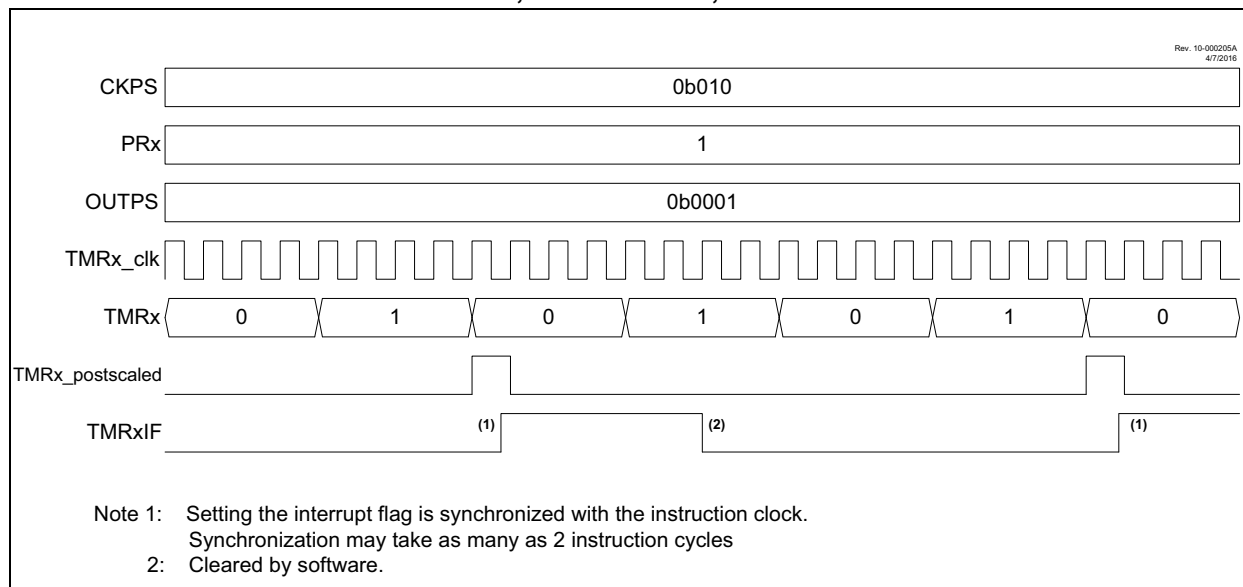 Rev. 10-000205A
4/7/2016
CKPS 0b010
PRx 1
OUTPS 0b0001
TMRx_clk
TMRx 0 1 0 1 0 1 0
TMRx_postscaled
TMRxIF (1) (2) (1)
Note 1: Setting the interrupt flag is synchronized with the instruction clock.
Synchronization may take as many as 2 instruction cycles
2: Cleared by software.